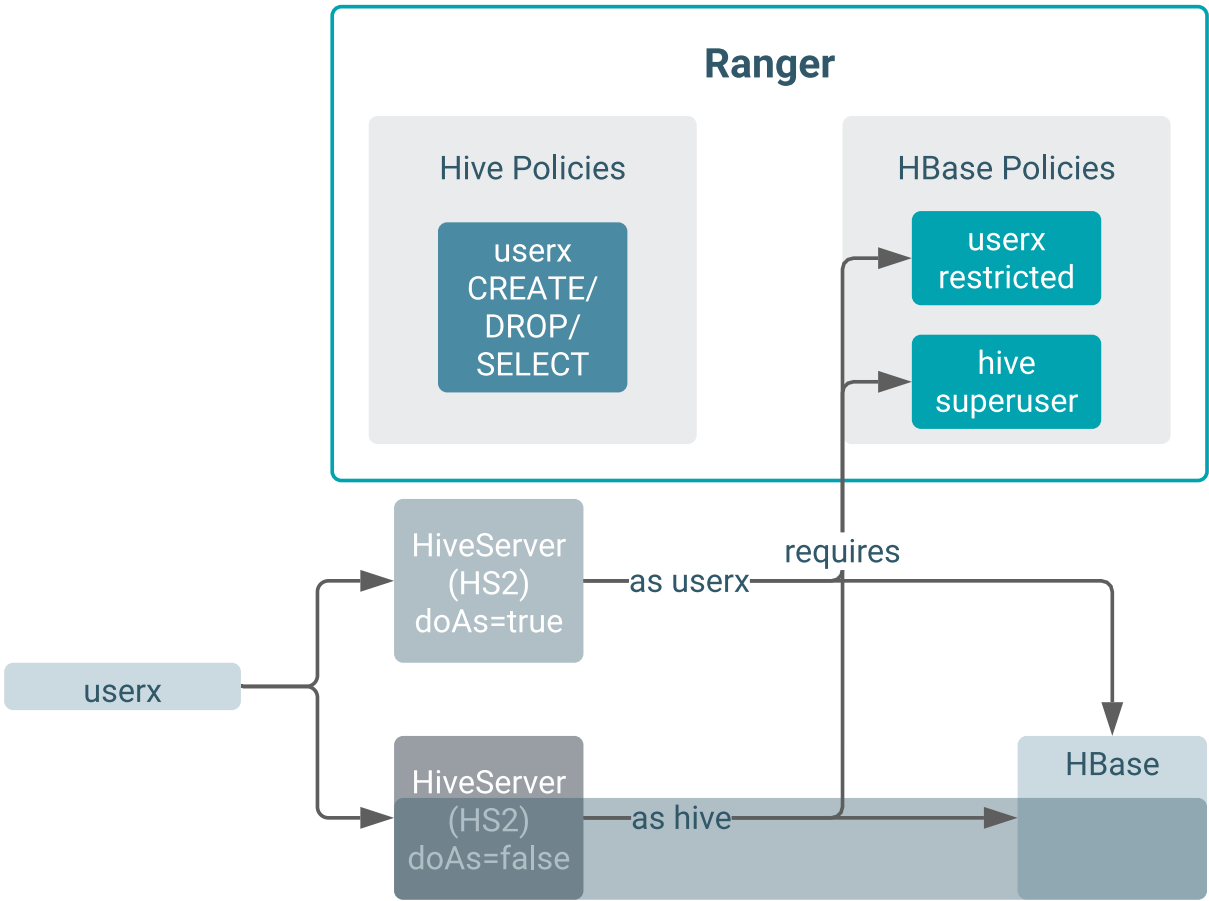 Ranger
Hive Policies
userx
CREATE/
DROP/
SELECT
HBase Policies
userx
restricted
hive
superuser
requires
HiveServer
(HS2)
doAs=true
as userx
userx
HiveServer
(HS2)
doAs=false
as hive
HBase